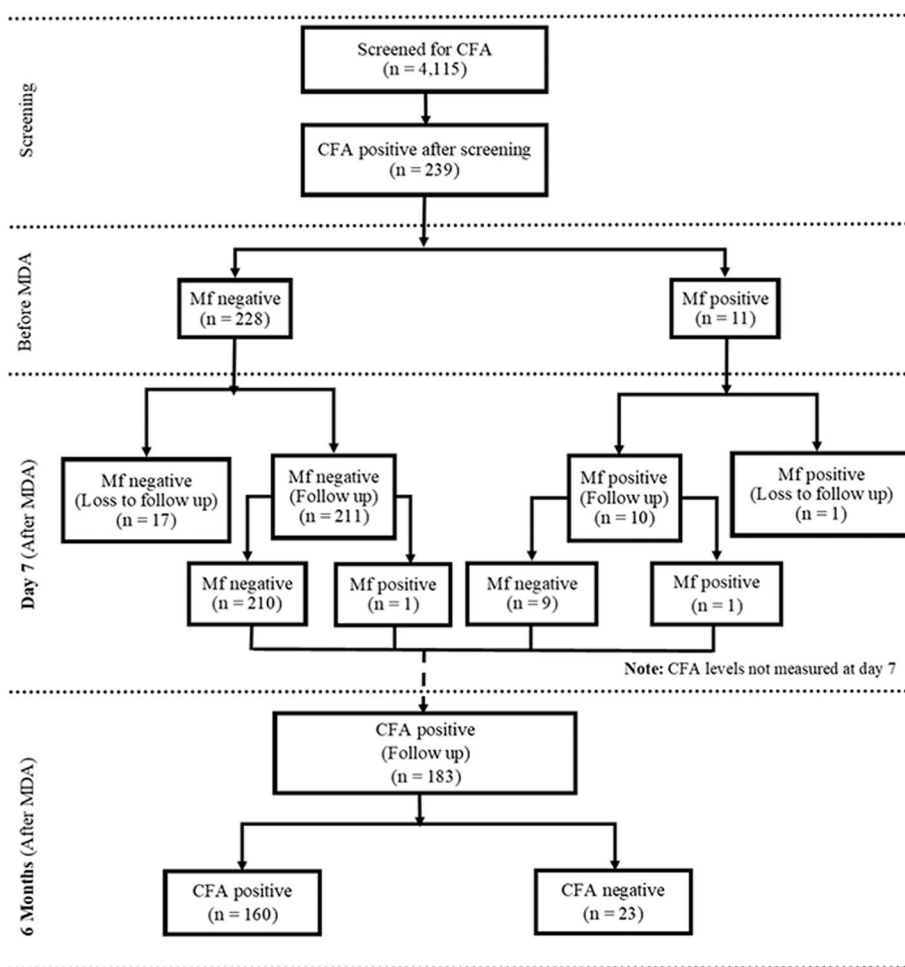 Screening
Screened for CFA
(n = 4,115)
CFA positive after screening
(n = 239)
Before MDA
Mf negative
(n = 228)
Mf positive
(n = 11)
Day 7 (After MDA)
Mf negative
(Loss to follow up)
(n = 17)
Mf negative
(Follow up)
(n = 211)
Mf positive
(Follow up)
(n = 10)
Mf positive
(Loss to follow up)
(n = 1)
Mf negative
(n = 210)
Mf positive
(n = 1)
Mf negative
(n = 9)
Mf positive
(n = 1)
Note: CFA levels not measured at day 7
6 Months (After MDA)
CFA positive
(Follow up)
(n = 183)
CFA positive
(n = 160)
CFA negative
(n = 23)